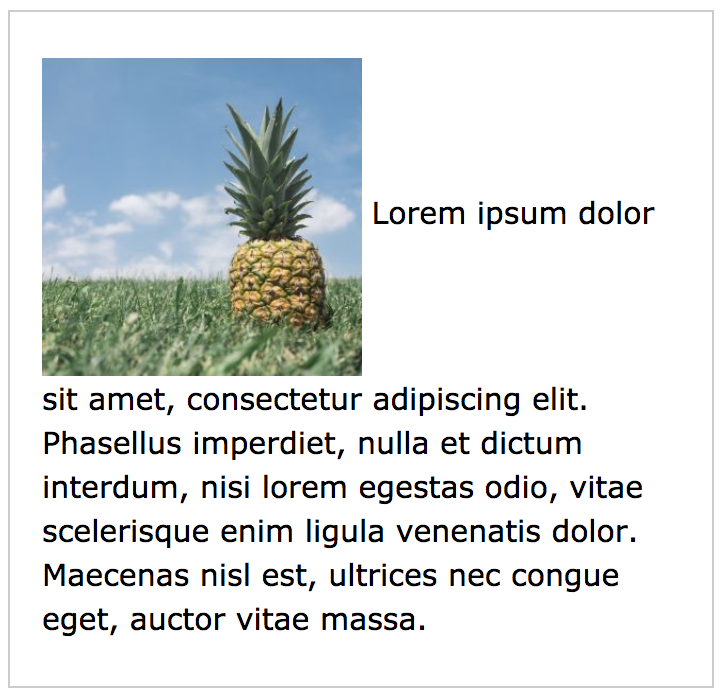 Lorem ipsum dolor
sit amet, consectetur adipiscing elit.
Phasellus imperdiet, nulla et dictum
interdum, nisi lorem egestas odio, vitae
scelerisque enim ligula venenatis dolor.
Maecenas nisl est, ultrices nec congue
eget, auctor vitae massa.